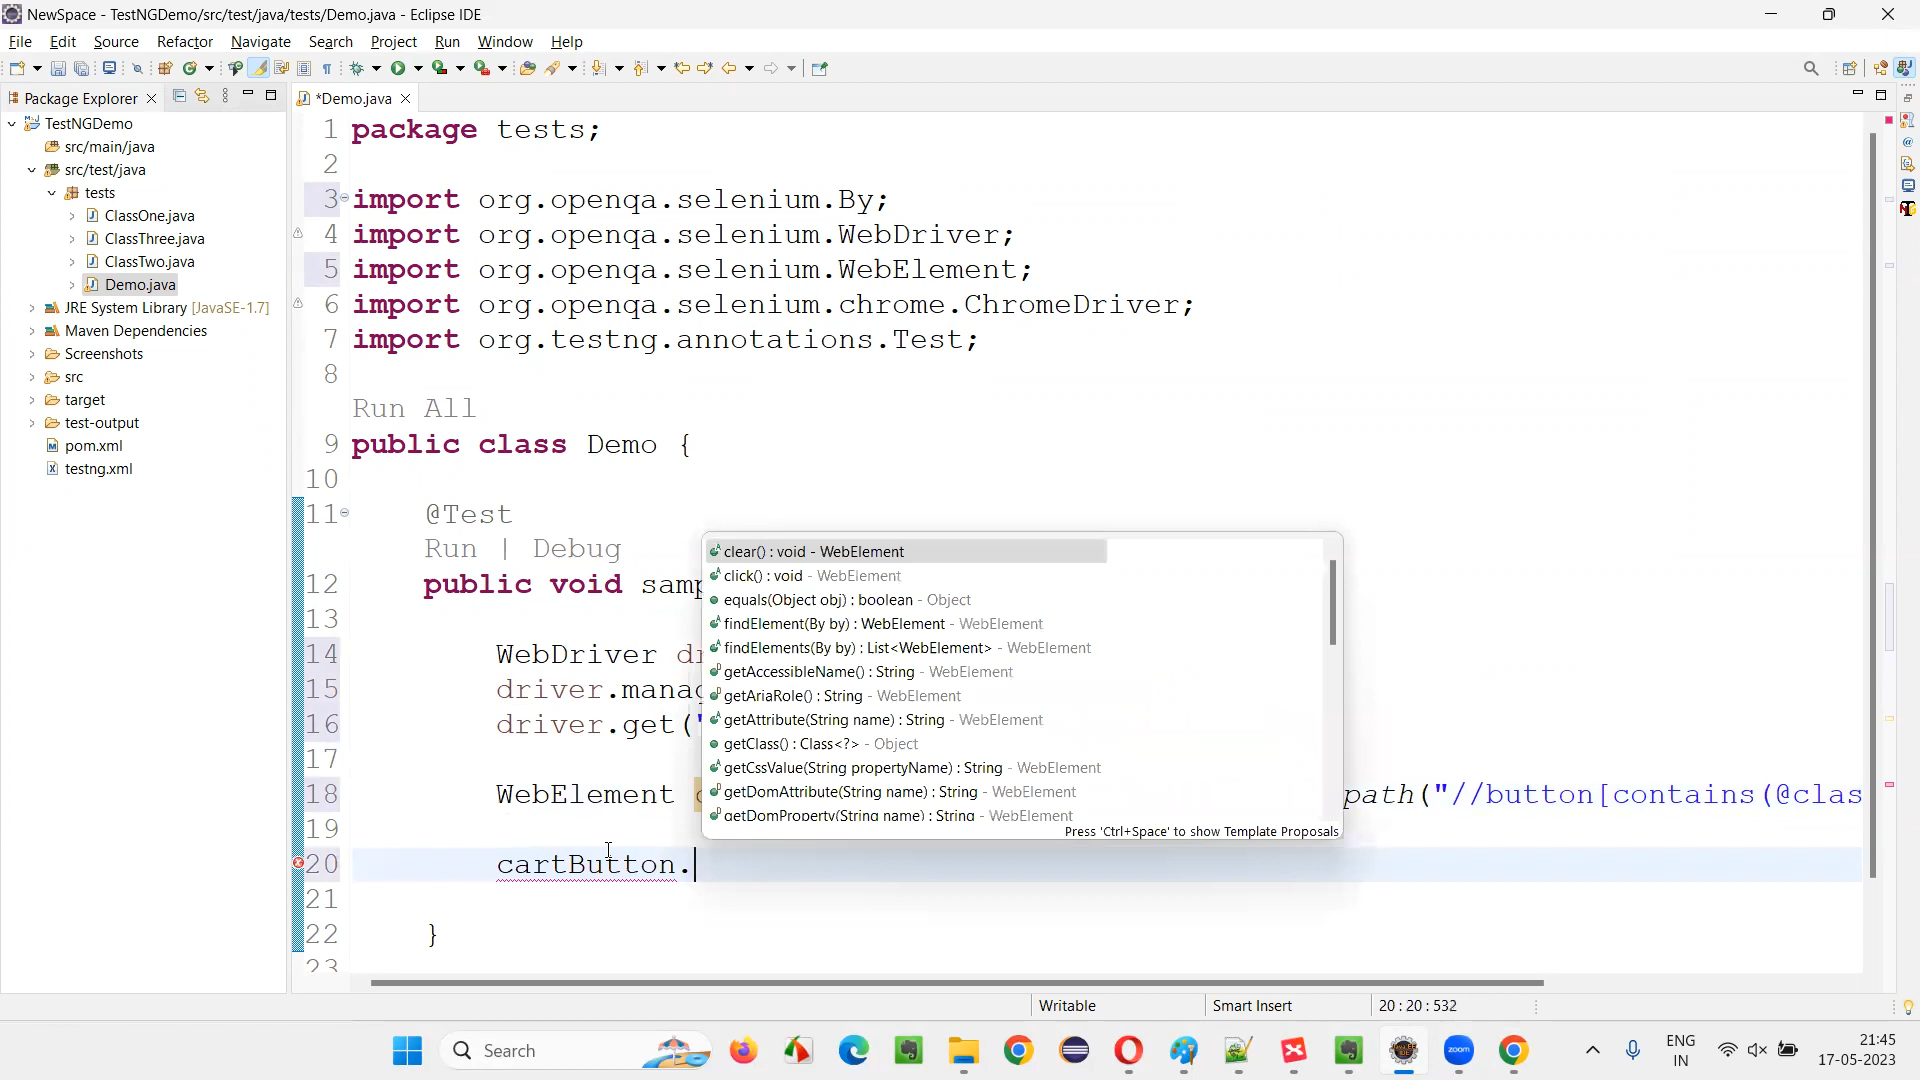 NewSpace - TestNGDemo/src/test/java/tests/Demo.java - Eclipse IDE
File Edit Source Refactor Navigate Search Project Run Window Help
Package Explorer
*Demo.java
TestNGDemo
src/main/java
src/test/java
tests
ClassOne.java
ClassThree.java
ClassTwo.java
Demo.java
JRE System Library [JavaSE-1.7]
Maven Dependencies
Screenshots
src
target
test-output
pom.xml
testng.xml
1 package tests;
2
3 import org.openqa.selenium.By;
4 import org.openqa.selenium.WebDriver;
5 import org.openqa.selenium.WebElement;
6 import org.openqa.selenium.chrome.ChromeDriver;
7 import org.testng.annotations.Test;
8
Run All
9 public class Demo {
10
11 @Test
Run | Debug
12 public void samp
13
14 WebDriver dr
15 driver.manag
16 driver.get("
17
18 WebElement path("//button[contains(@clas
19
20 cartButton.
21
22 }
23
clear() : void - WebElement
click() : void - WebElement
equals(Object obj) : boolean - Object
findElement(By by) : WebElement - WebElement
findElements(By by) : List<WebElement> - WebElement
getAccessibleName() : String - WebElement
getAriaRole() : String - WebElement
getAttribute(String name) : String - WebElement
getClass() : Class<?> - Object
getCssValue(String propertyName) : String - WebElement
getDomAttribute(String name) : String - WebElement
getDomProperty(String name) : String - WebElement
Press 'Ctrl+Space' to show Template Proposals
Writable Smart Insert 20 : 20 : 532
Search
zoom
ENG
IN
21:45
17-05-2023